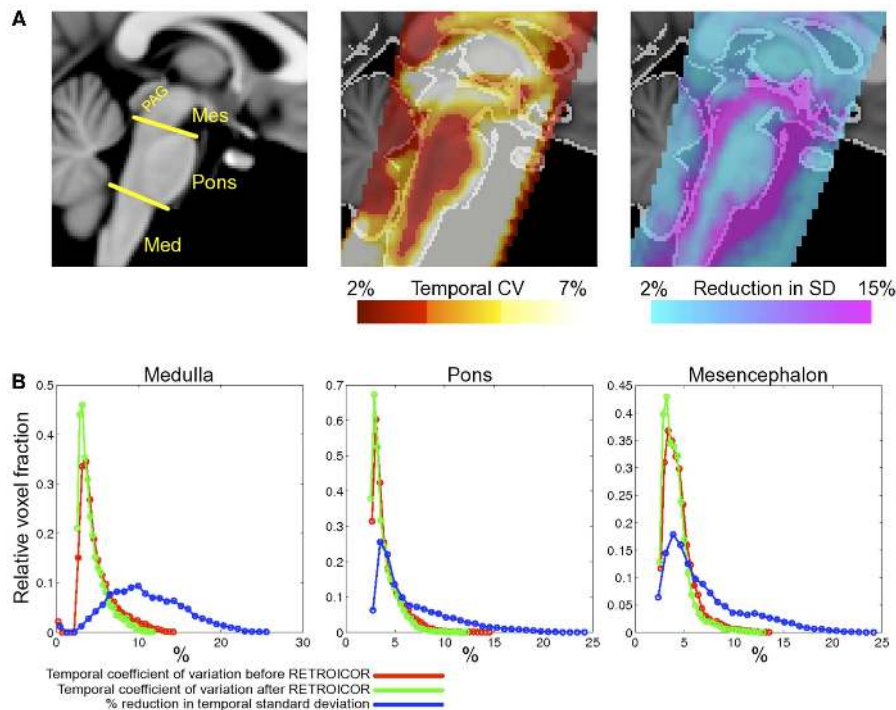 A
PAG
Mes
Pons
Med
2% Temporal CV 7%
2% Reduction in SD 15%
B
Medulla
Pons
Mesencephalon
Relative voxel fraction
0.5
0.4
0.3
0.2
0.1
0
0 10 20 30
%
0.7
0.6
0.5
0.4
0.3
0.2
0.1
0
0 5 10 15 20 25
%
0.45
0.4
0.35
0.3
0.25
0.2
0.15
0.1
0.05
0
0 5 10 15 20 25
%
Temporal coefficient of variation before RETROICOR
Temporal coefficient of variation after RETROICOR
% reduction in temporal standard deviation